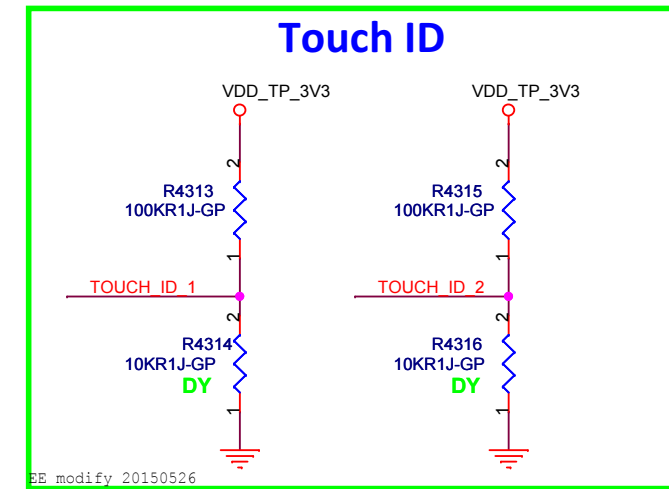 Touch ID
VDD_TP_3V3
VDD_TP_3V3
2
2
R4313
100KR1J-GP
R4315
100KR1J-GP
1
1
TOUCH_ID_1
TOUCH_ID_2
2
2
R4314
10KR1J-GP
DY
R4316
10KR1J-GP
DY
1
1
EE modify 20150526